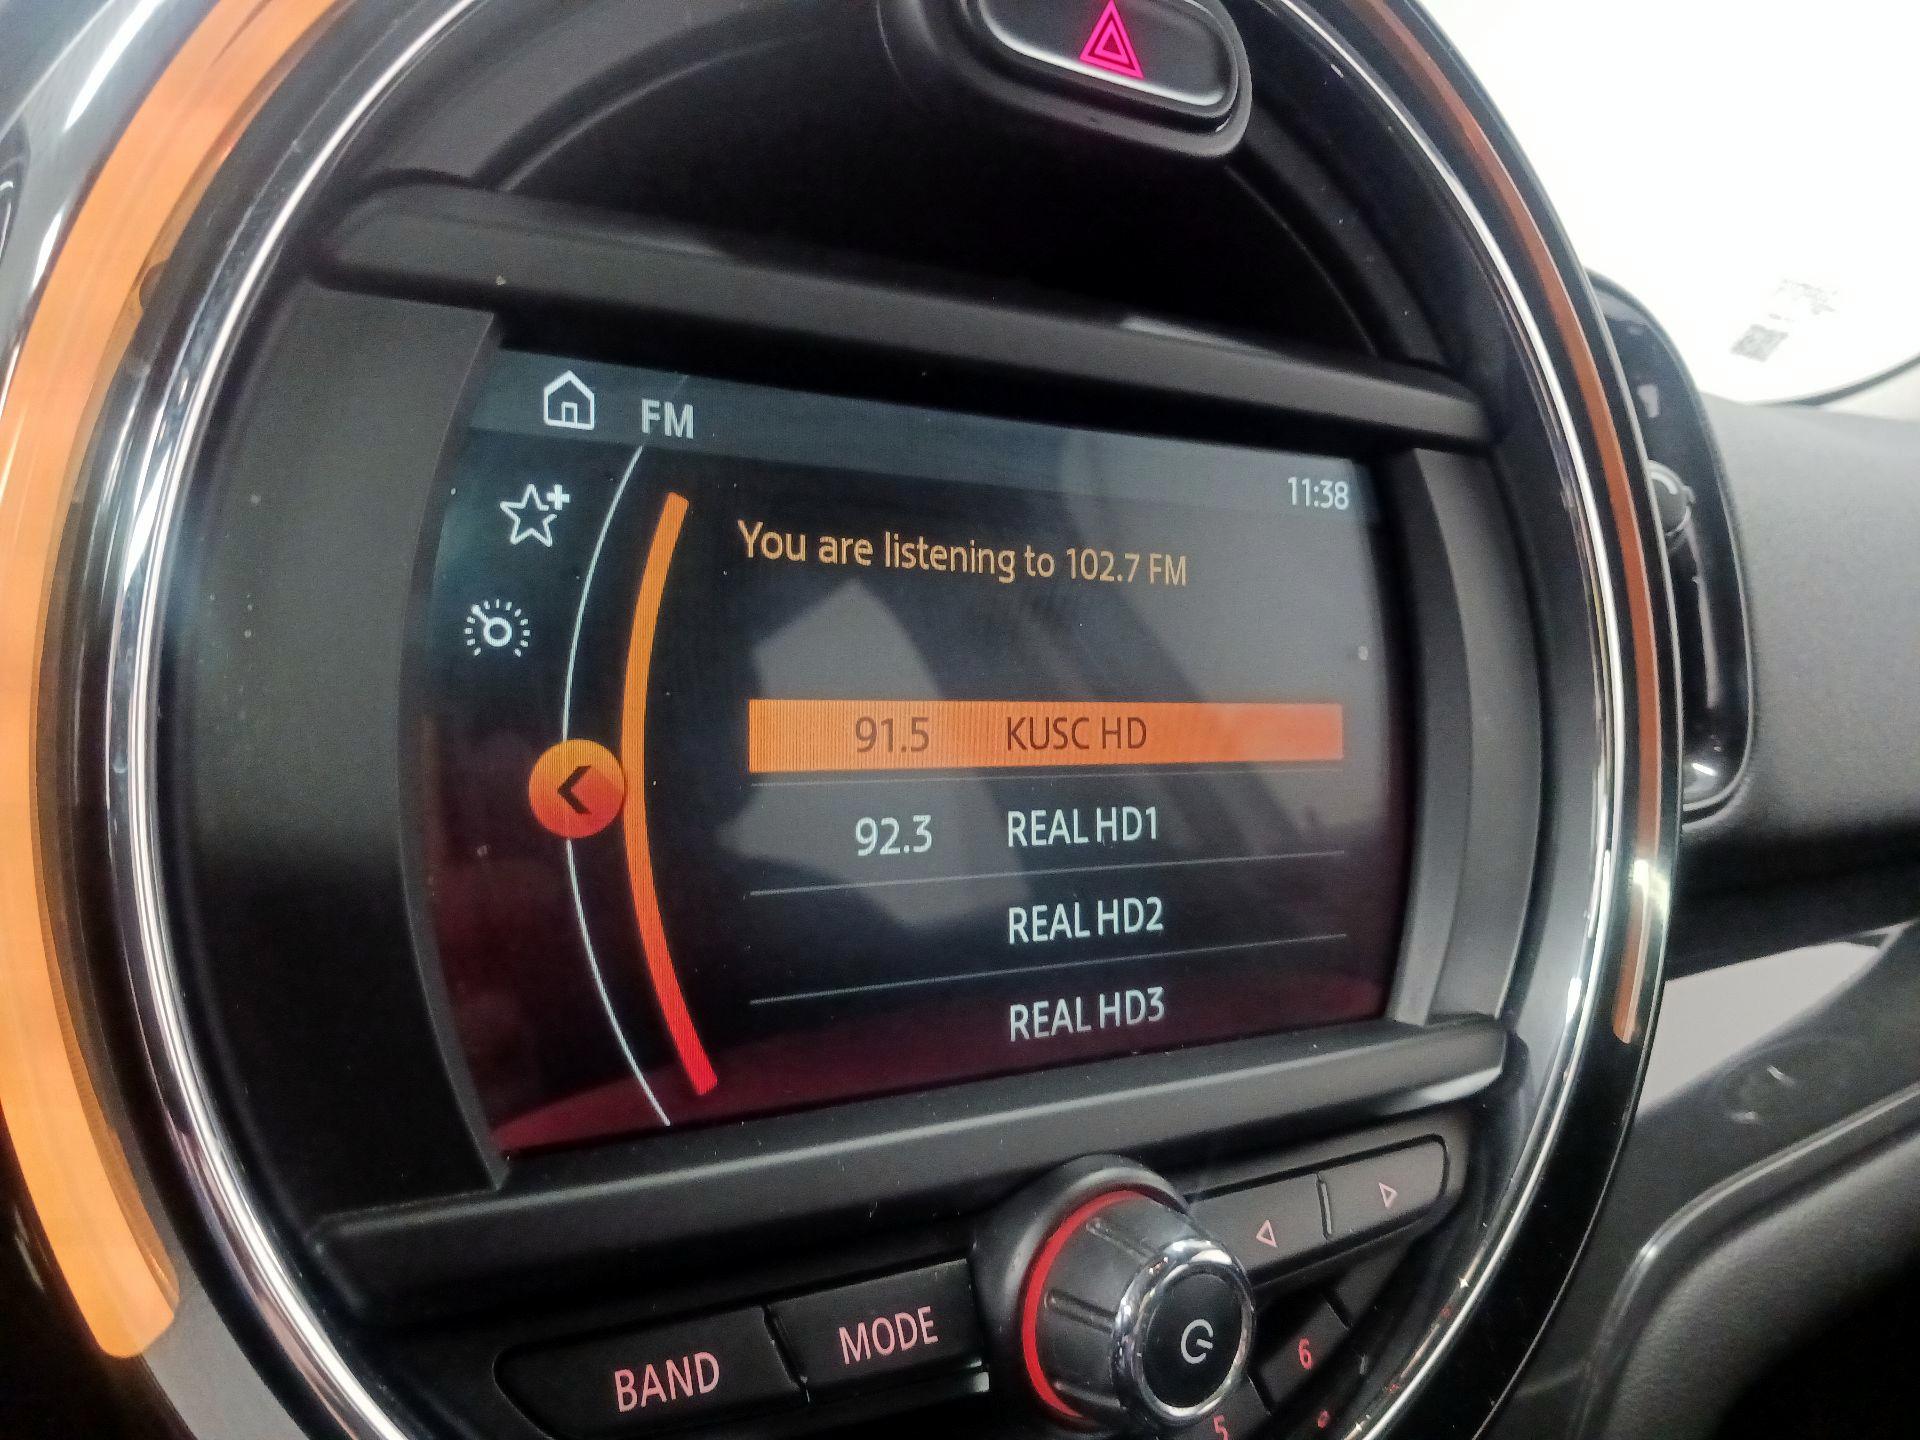 FM
11:38
You are listening to 102.7 FM
91.5 KUSC HD
92.3 REAL HD1
REAL HD2
REAL HD3
BAND MODE
5 6